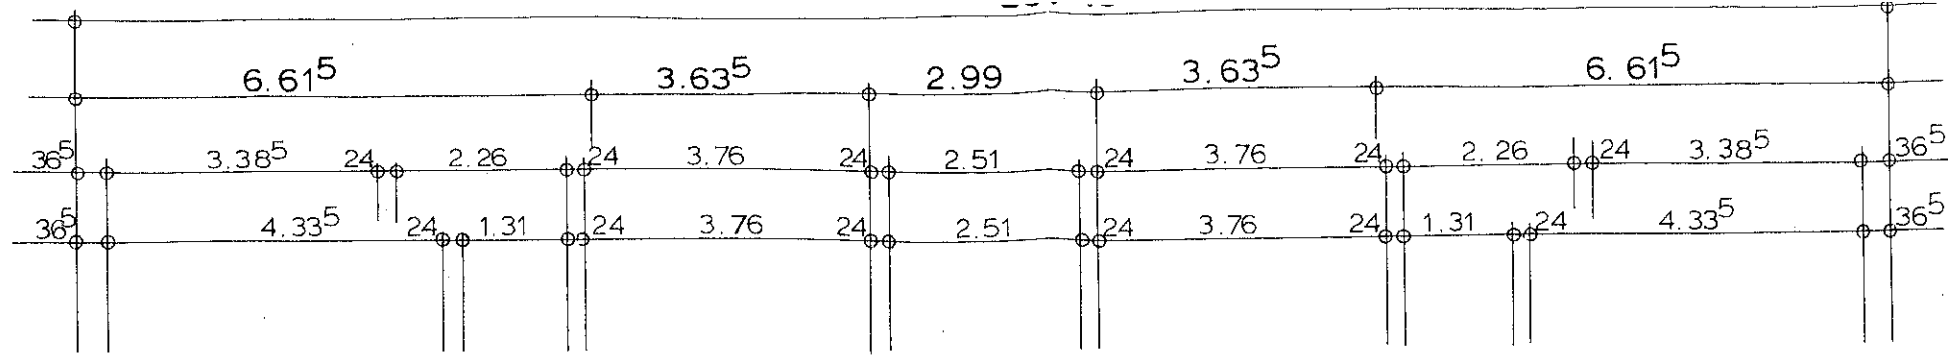 6.61⁵ 3.63⁵ 2.99 3.63⁵ 6.61⁵
36⁵ 3.38⁵ 24 2.26 24 3.76 24 2.51 24 3.76 24 2.26 24 3.38⁵ 36⁵
36⁵ 4.33⁵ 24 1.31 24 3.76 24 2.51 24 3.76 24 1.31 24 4.33⁵ 36⁵